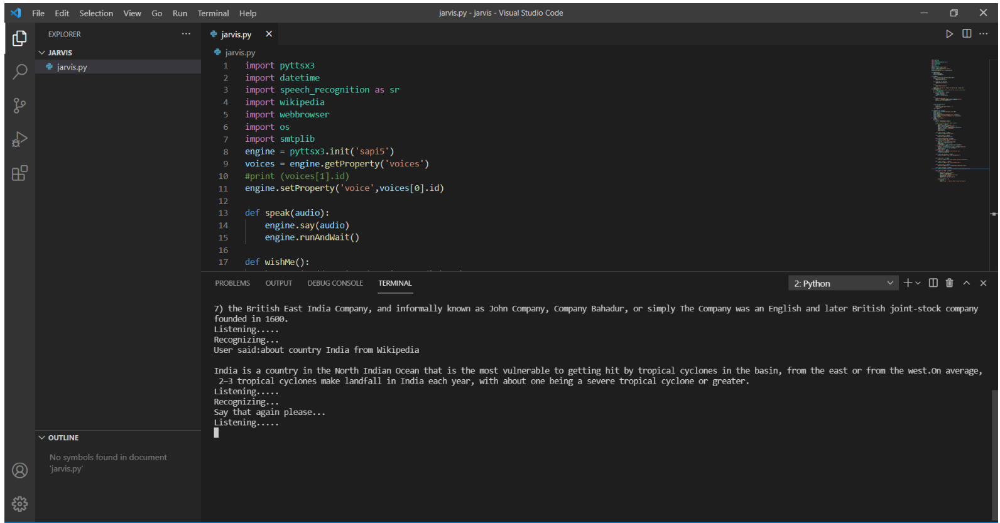 File Edit Selection View Go Run Terminal Help jarvis.py - jarvis - Visual Studio Code
EXPLORER
JARVIS
jarvis.py
jarvis.py
jarvis.py
1 import pyttsx3
2 import datetime
3 import speech_recognition as sr
4 import wikipedia
5 import webbrowser
6 import os
7 import smtplib
8 engine = pyttsx3.init('sapi5')
9 voices = engine.getProperty('voices')
10 #print (voices[1].id)
11 engine.setProperty('voice',voices[0].id)
12
13 def speak(audio):
14     engine.say(audio)
15     engine.runAndWait()
16
17 def wishMe():
PROBLEMS OUTPUT DEBUG CONSOLE TERMINAL 2: Python
7) the British East India Company, and informally known as John Company, Company Bahadur, or simply The Company was an English and later British joint-stock company
founded in 1600.
Listening.....
Recognizing...
User said:about country India from Wikipedia
India is a country in the North Indian Ocean that is the most vulnerable to getting hit by tropical cyclones in the basin, from the east or from the west.On average,
2–3 tropical cyclones make landfall in India each year, with about one being a severe tropical cyclone or greater.
Listening.....
Recognizing...
Say that again please...
Listening.....
OUTLINE
No symbols found in document
'jarvis.py'